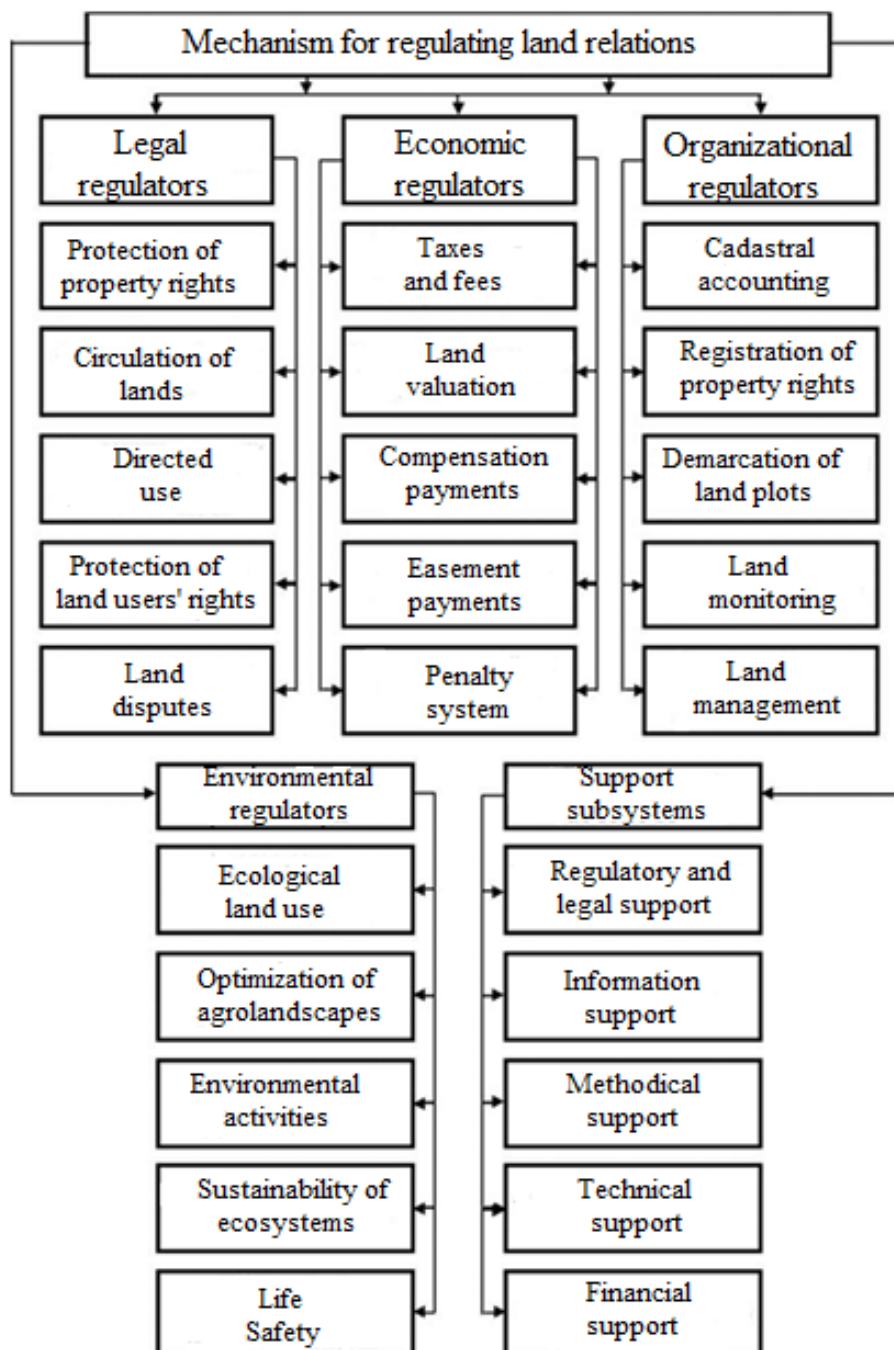 Mechanism for regulating land relations
Legal
regulators
Protection of
property rights
Circulation of
lands
Directed
use
Protection of
land users' rights
Land
disputes
Economic
regulators
Taxes
and fees
Land
valuation
Compensation
payments
Easement
payments
Penalty
system
Organizational
regulators
Cadastral
accounting
Registration of
property rights
Demarcation of
land plots
Land
monitoring
Land
management
Environmental
regulators
Ecological
land use
Optimization of
agrolandscapes
Environmental
activities
Sustainability of
ecosystems
Life
Safety
Support
subsystems
Regulatory and
legal support
Information
support
Methodical
support
Technical
support
Financial
support